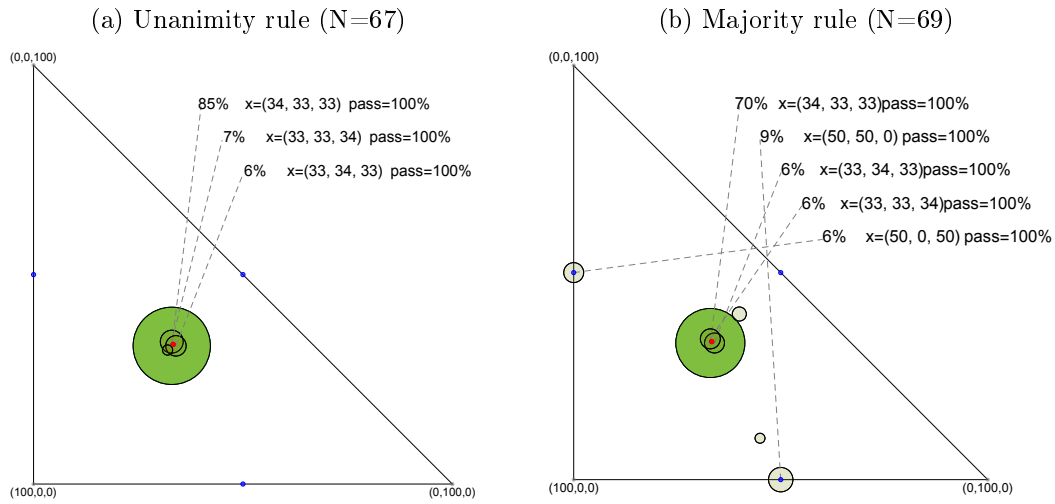 (a) Unanimity rule (N=67)
(0,0,100)
85% x=(34, 33, 33) pass=100%
7% x=(33, 33, 34) pass=100%
6% x=(33, 34, 33) pass=100%
(100,0,0)
(0,100,0)
(b) Majority rule (N=69)
(0,0,100)
70% x=(34, 33, 33)pass=100%
9% x=(50, 50, 0) pass=100%
6% x=(33, 34, 33)pass=100%
6% x=(33, 33, 34)pass=100%
6% x=(50, 0, 50) pass=100%
(100,0,0)
(0,100,0)